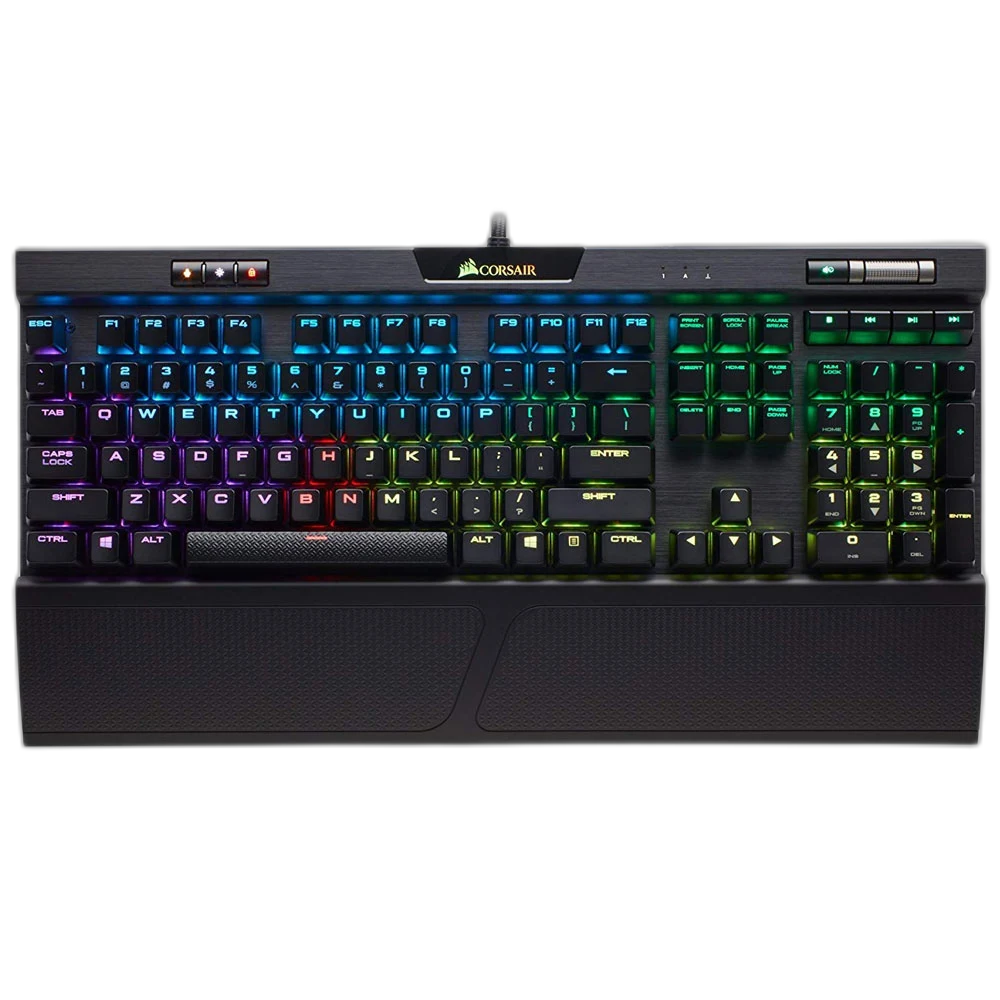 CORSAIR
1 A
ESC F1 F2 F3 F4 F5 F6 F7 F8 F9 F10 F11 F12 PRINT SCREEN SCROLL LOCK PAUSE BREAK
~ ` ! 1 @ 2 # 3 $ 4 % 5 ^ 6 & 7 * 8 ( 9 ) 0 _ - + = INSERT HOME PAGE UP NUM LOCK / - *
TAB Q W E R T Y U I O P { [ } ] | \ DELETE END PAGE DOWN 7 HOME 8 9 PG UP +
CAPS LOCK A S D F G H J K L : ; " ' ENTER 4 5 6
SHIFT Z X C V B N M < , > . ? / SHIFT 1 END 2 3 PG DWN ENTER
CTRL ALT ALT CTRL 0 INS . DEL